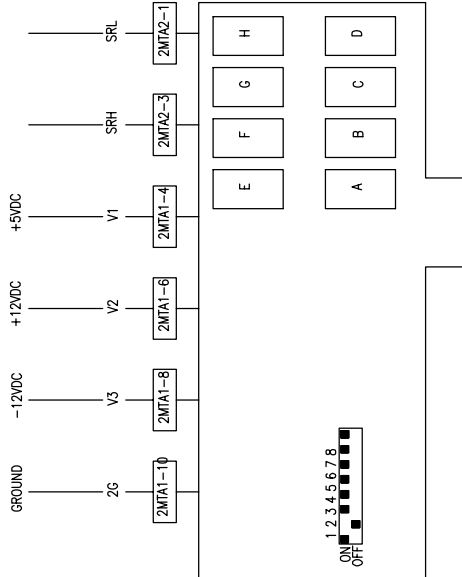 SRL
2MTA2-1
SRH
2MTA2-3
+5VDC
V1
2MTA1-4
+12VDC
V2
2MTA1-6
-12VDC
V3
2MTA1-8
GROUND
2G
2MTA1-10
H
D
G
C
F
B
E
A
1 2 3 4 5 6 7 8
ON
OFF